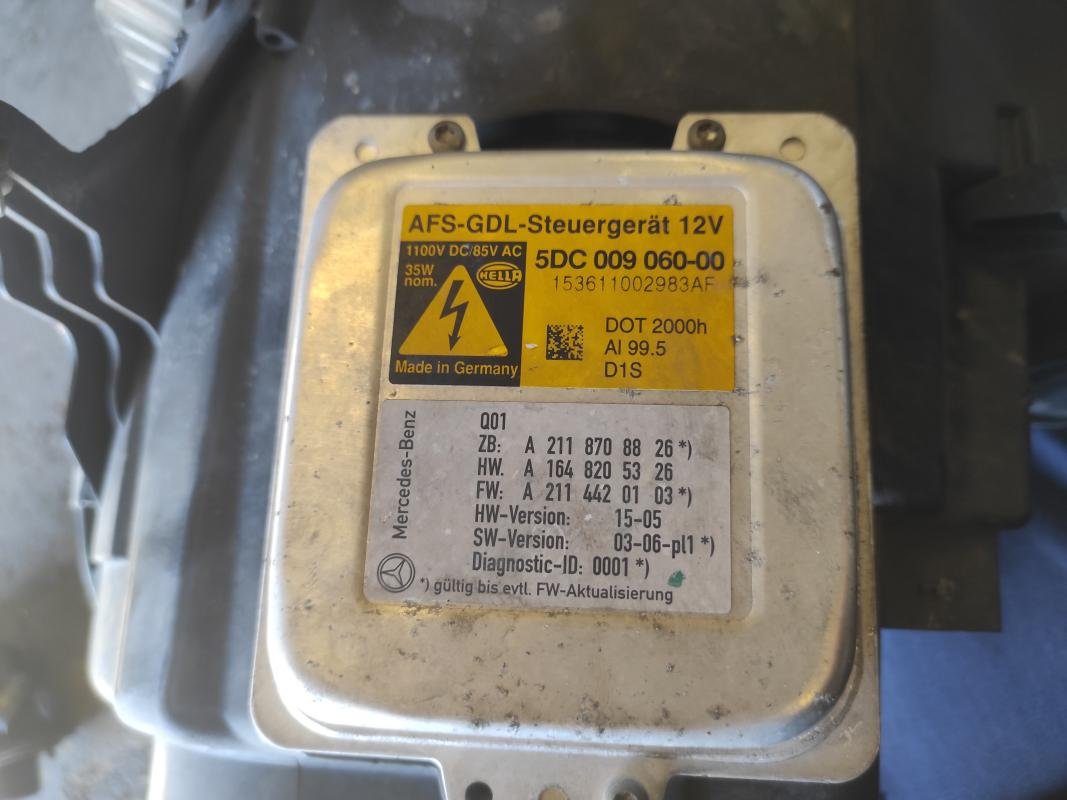 AFS-GDL-Steuergerät 12V
1100V DC/85V AC
35W
nom.
HELLA
Made in Germany
5DC 009 060-00
153611002983AF
DOT 2000h
AI 99.5
D1S
Mercedes-Benz
Q01
ZB: A 211 870 88 26 *)
HW. A 164 820 53 26
FW: A 211 442 01 03 *)
HW-Version: 15-05
SW-Version: 03-06-pl1 *)
Diagnostic-ID: 0001 *)
*) gültig bis evtl. FW-Aktualisierung